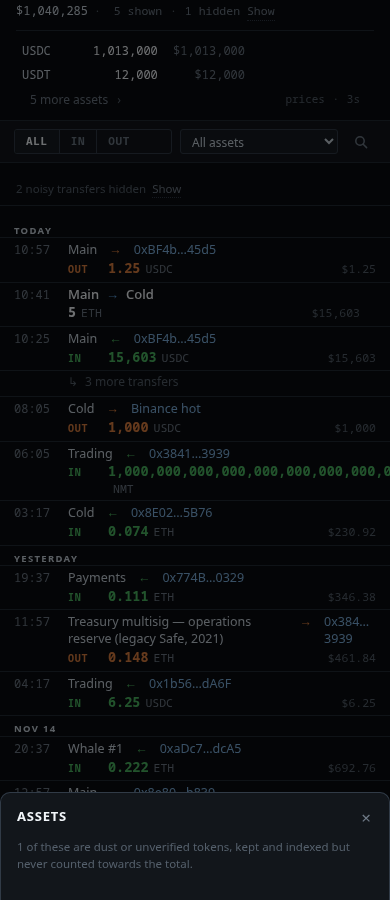 $1,040,285 · 5 shown · 1 hidden Show
USDC 1,013,000 $1,013,000
USDT 12,000 $12,000
5 more assets › prices · 3s
ALL IN OUT All assets
2 noisy transfers hidden Show
TODAY
10:57 Main → 0xBF4b…45d5
OUT 1.25 USDC $1.25
10:41 Main → Cold
5 ETH $15,603
10:25 Main ← 0xBF4b…45d5
IN 15,603 USDC $15,603
↳ 3 more transfers
08:05 Cold → Binance hot
OUT 1,000 USDC $1,000
06:05 Trading ← 0x3841…3939
IN 1,000,000,000,000,000,000,000,000,0
NMT
03:17 Cold ← 0x8E02…5B76
IN 0.074 ETH $230.92
YESTERDAY
19:37 Payments ← 0x774B…0329
IN 0.111 ETH $346.38
11:57 Treasury multisig — operations → 0x384…
reserve (legacy Safe, 2021) 3939
OUT 0.148 ETH $461.84
04:17 Trading ← 0x1b56…dA6F
IN 6.25 USDC $6.25
NOV 14
20:37 Whale #1 ← 0xaDc7…dcA5
IN 0.222 ETH $692.76
ASSETS ×
1 of these are dust or unverified tokens, kept and indexed but
never counted towards the total.